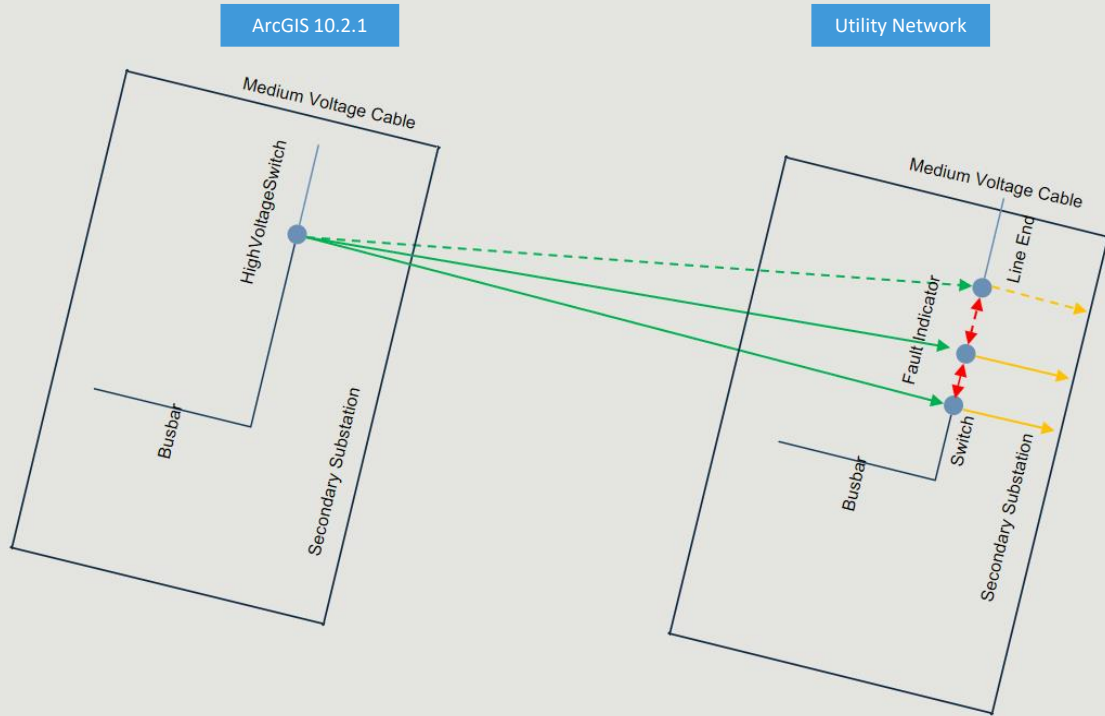 ArcGIS 10.2.1
Utility Network
Medium Voltage Cable
HighVoltageSwitch
Busbar
Secondary Substation
Medium Voltage Cable
Line End
Fault Indicator
Switch
Busbar
Secondary Substation